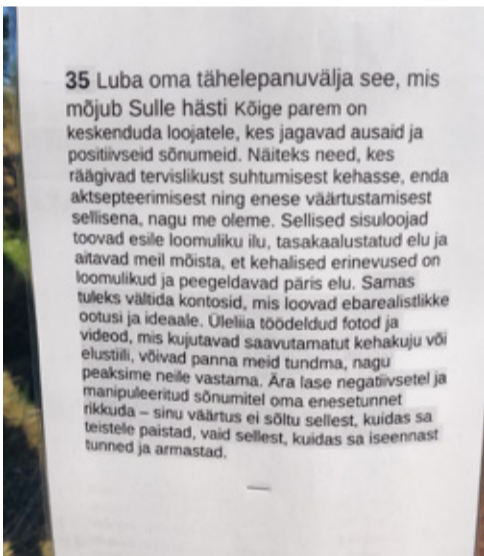 35 Luba oma tähelepanuvälja see, mis
mõjub Sulle hästi Kõige parem on
keskenduda loojatele, kes jagavad ausaid ja
positiivseid sõnumeid. Näiteks need, kes
räägivad tervislikust suhtumisest kehasse, enda
aktsepteerimisest ning enese väärtustamisest
sellisena, nagu me oleme. Sellised sisuloojad
toovad esile loomuliku ilu, tasakaalustatud elu ja
aitavad meil mõista, et kehalised erinevused on
loomulikud ja peegeldavad päris elu. Samas
tuleks vältida kontosid, mis loovad ebarealistlikke
ootusi ja ideaale. Üleliia töödeldud fotod ja
videod, mis kujutavad saavutamatut kehakuju või
elustiili, võivad panna meid tundma, nagu
peaksime neile vastama. Ära lase negatiivsetel ja
manipuleeritud sõnumitel oma enesetunnet
rikkuda – sinu väärtus ei sõltu sellest, kuidas sa
teistele paistad, vaid sellest, kuidas sa iseennast
tunned ja armastad.